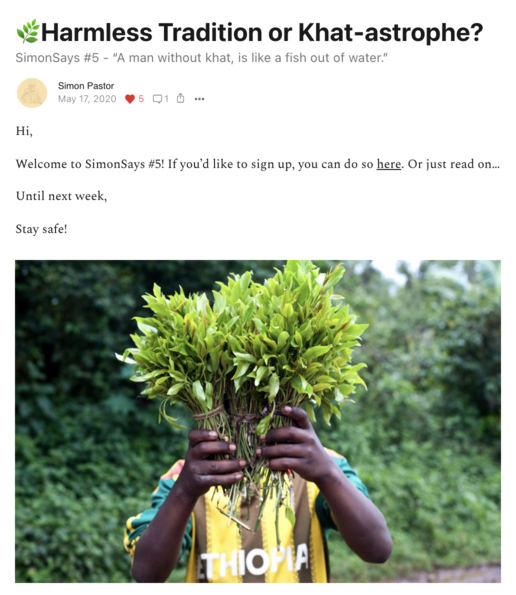 🌿Harmless Tradition or Khat-astrophe?
SimonSays #5 - “A man without khat, is like a fish out of water.”
Simon Pastor
May 17, 2020 5 1
Hi,
Welcome to SimonSays #5! If you’d like to sign up, you can do so here. Or just read on…
Until next week,
Stay safe!
THIOPIA